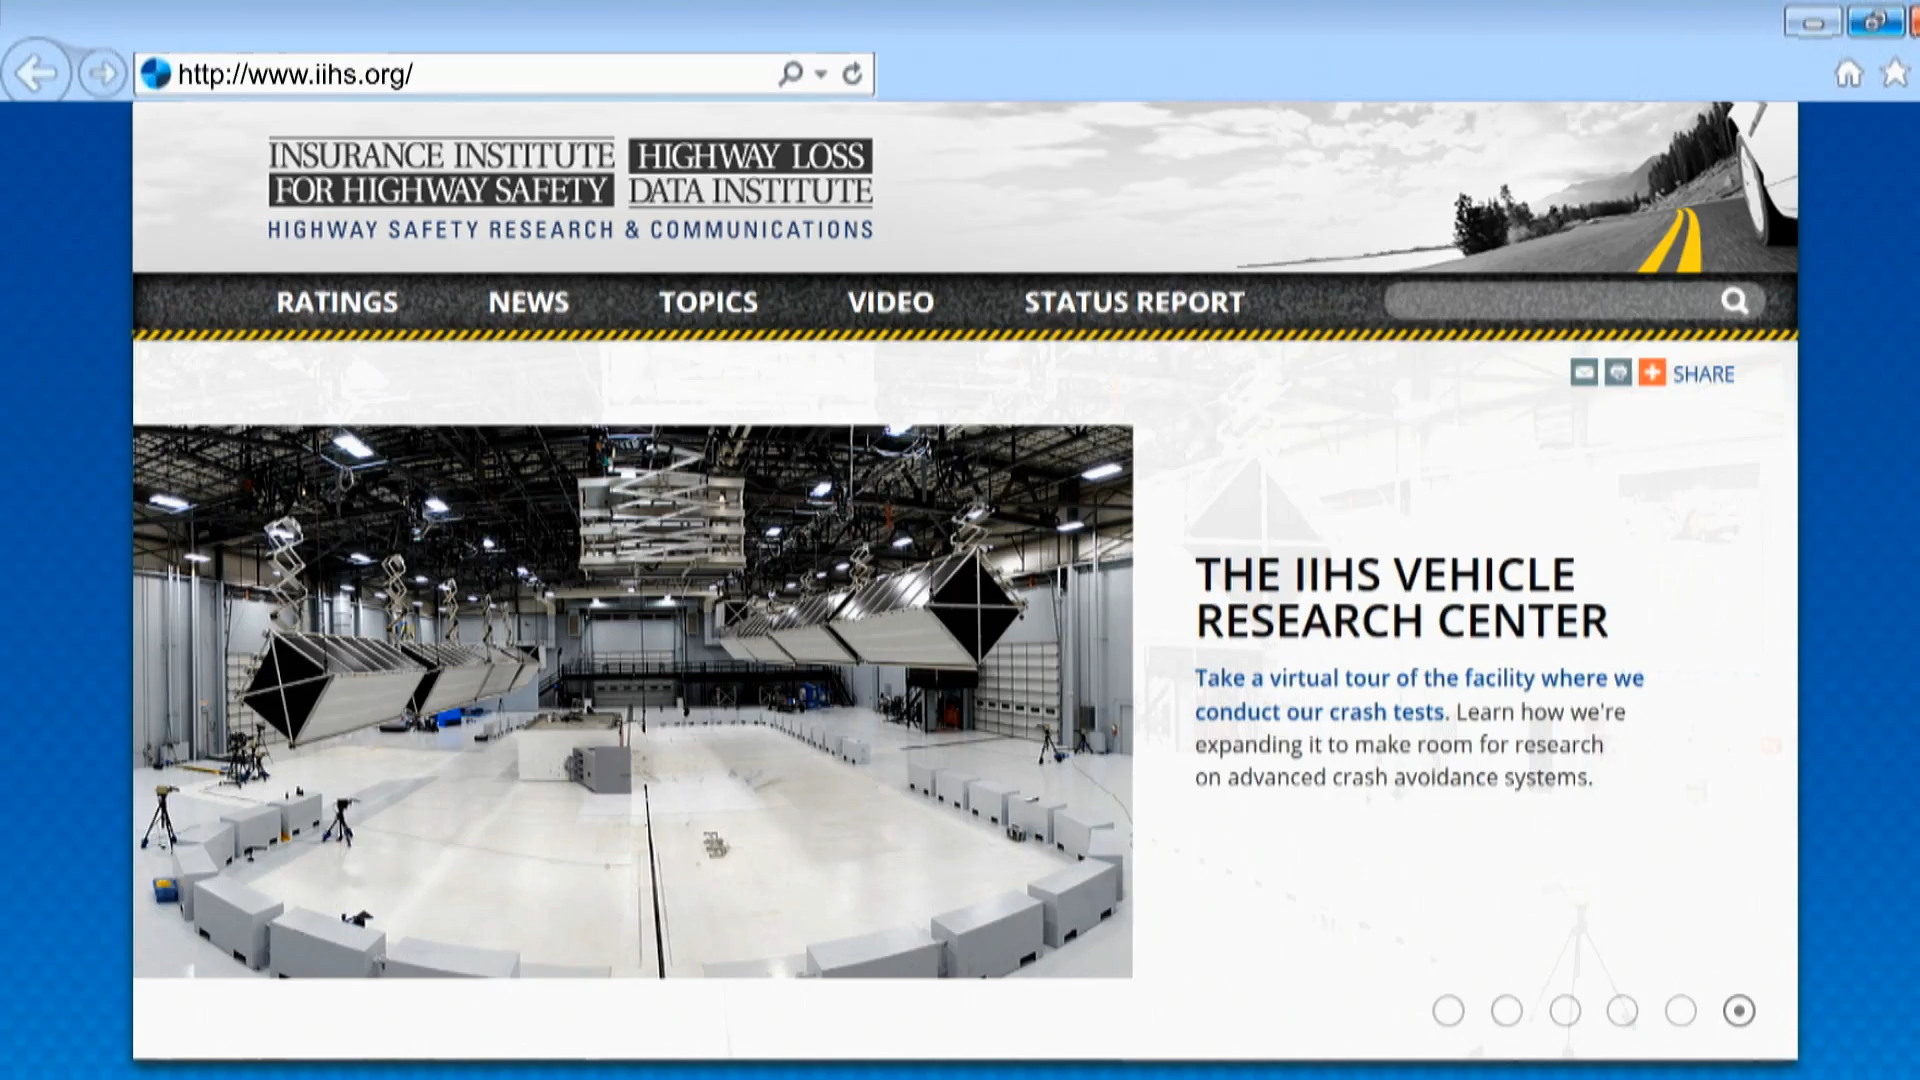 http://www.iihs.org/
INSURANCE INSTITUTE
FOR HIGHWAY SAFETY
HIGHWAY LOSS
DATA INSTITUTE
HIGHWAY SAFETY RESEARCH & COMMUNICATIONS
RATINGS NEWS TOPICS VIDEO STATUS REPORT
SHARE
THE IIHS VEHICLE
RESEARCH CENTER
Take a virtual tour of the facility where we
conduct our crash tests. Learn how we're
expanding it to make room for research
on advanced crash avoidance systems.